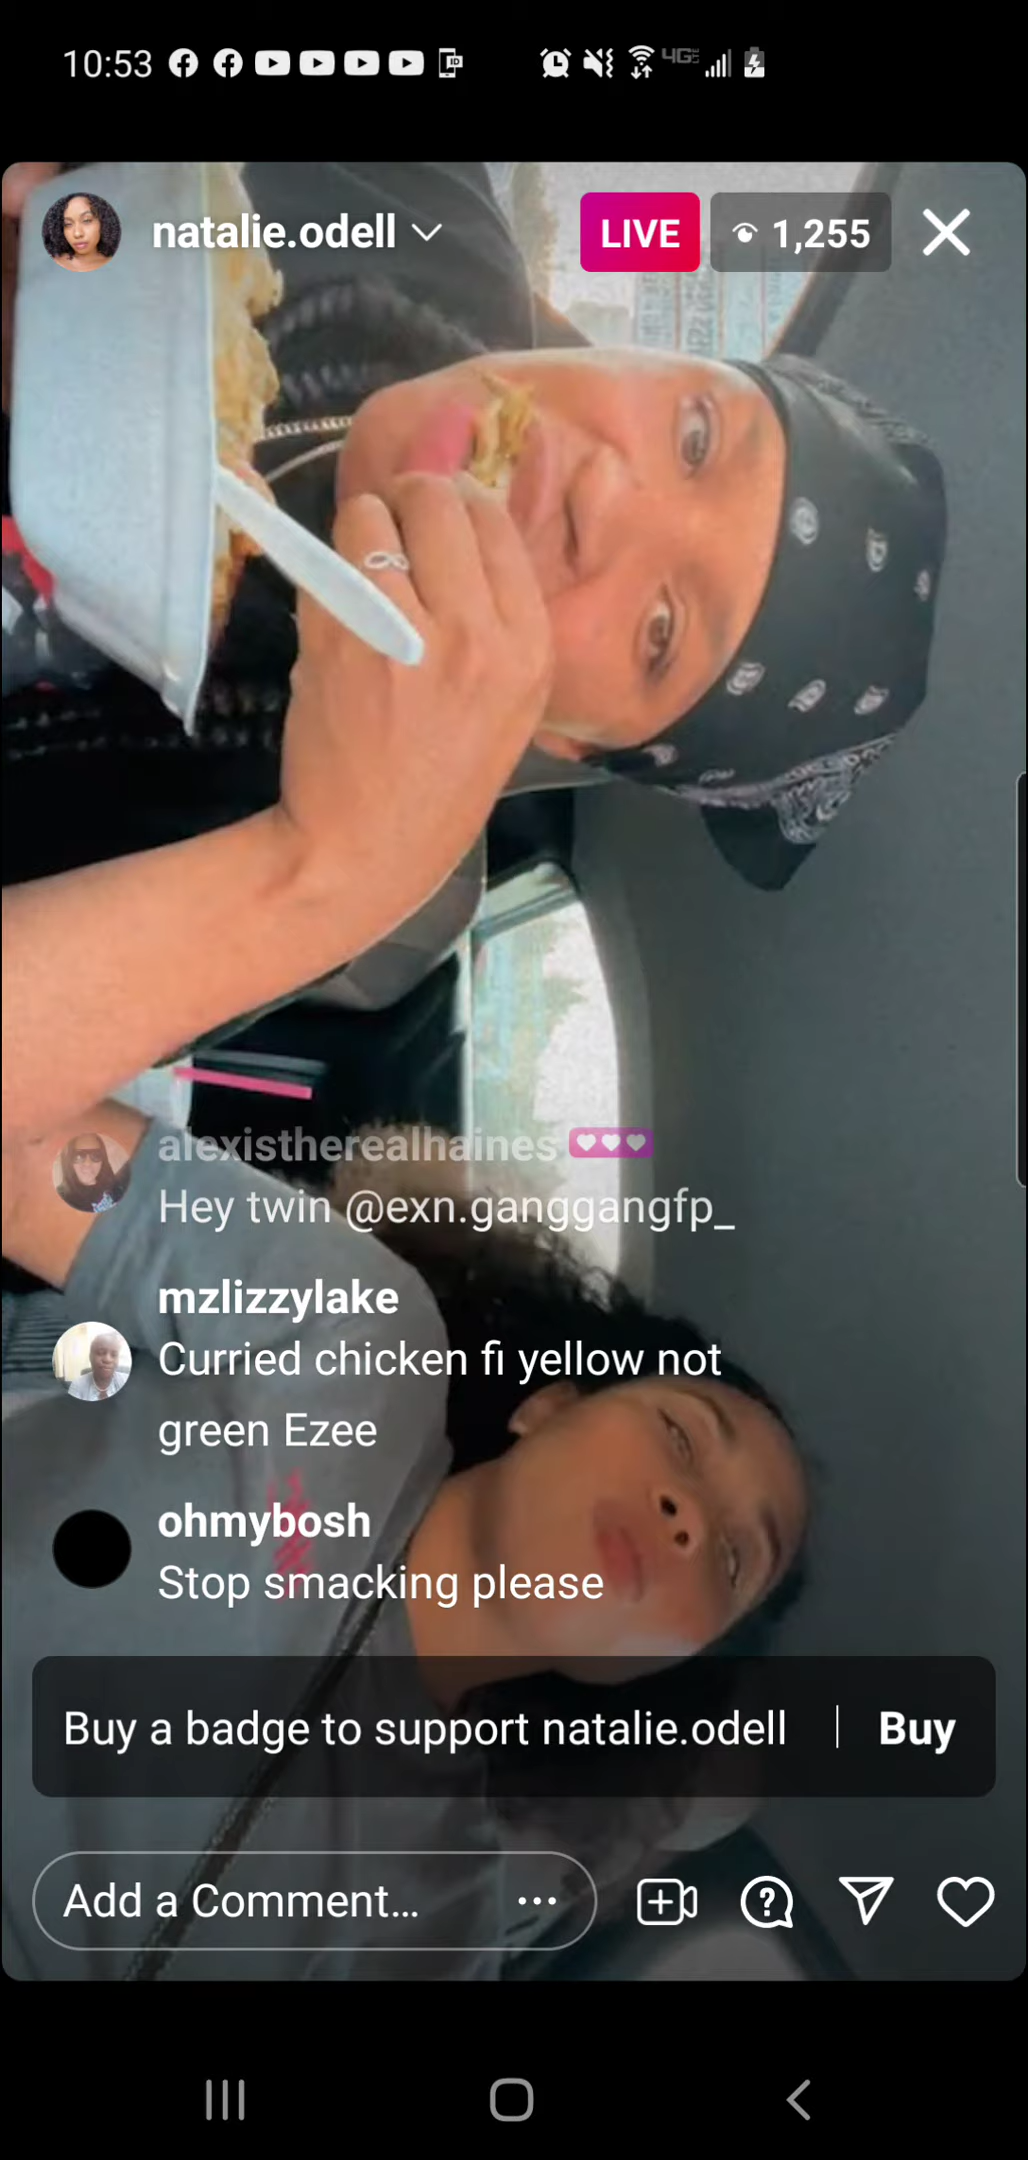 10:53
4GE
natalie.odell
LIVE
1,255
alexistherealhaines
Hey twin @exn.ganggangfp_
mzlizzylake
Curried chicken fi yellow not
green Ezee
ohmybosh
Stop smacking please
Buy a badge to support natalie.odell | Buy
Add a Comment...